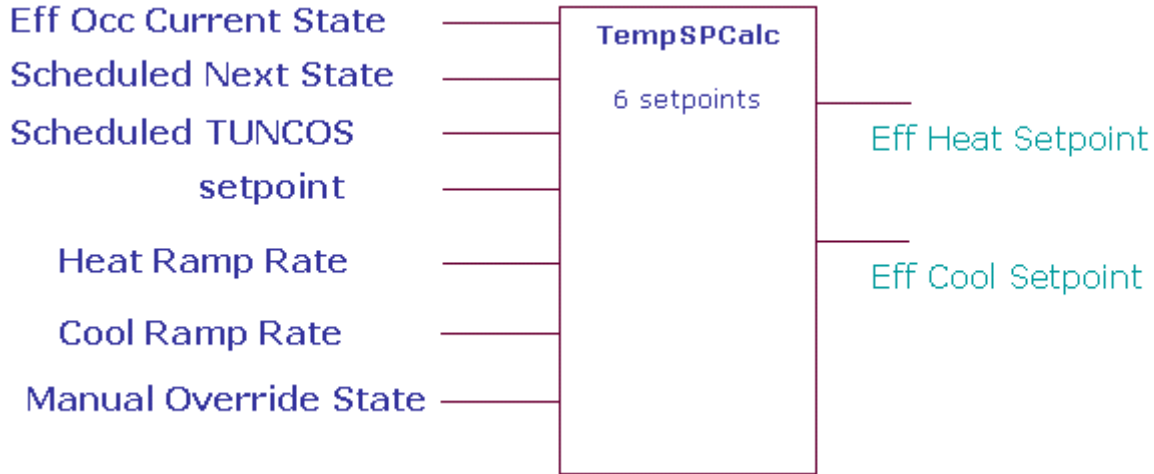 Eff Occ Current State
Scheduled Next State
Scheduled TUNCOS
setpoint
Heat Ramp Rate
Cool Ramp Rate
Manual Override State
TempSPCalc
6 setpoints
Eff Heat Setpoint
Eff Cool Setpoint